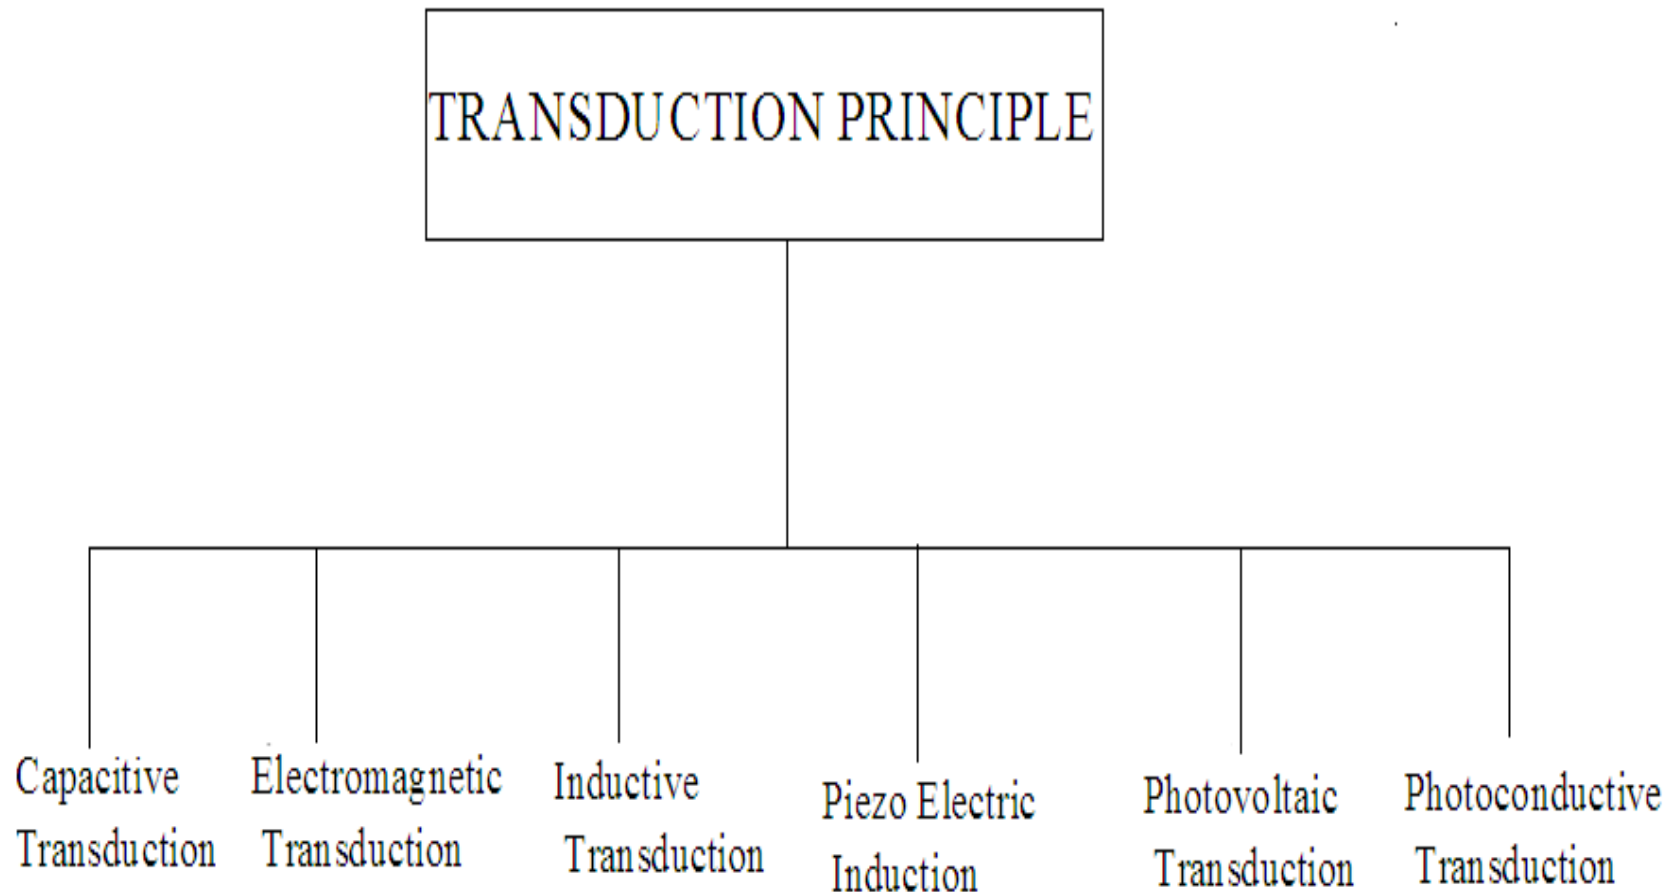 TRANSDUCTION PRINCIPLE
Capacitive
Transduction
Electromagnetic
Transduction
Inductive
Transduction
Piezo Electric
Induction
Photovoltaic
Transduction
Photoconductive
Transduction